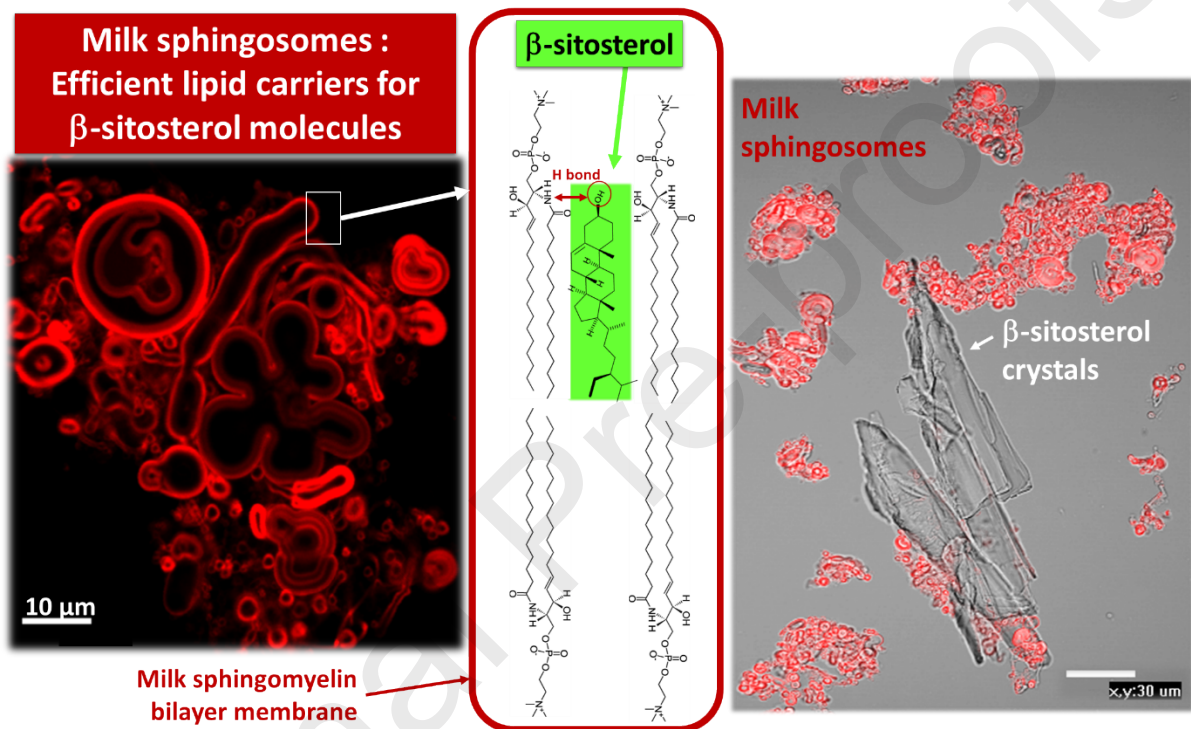 Milk sphingosomes :
Efficient lipid carriers for
β-sitosterol molecules
10 µm
Milk sphingomyelin
bilayer membrane
β-sitosterol
H bond
Milk
sphingosomes
β-sitosterol
crystals
x,y:30 um